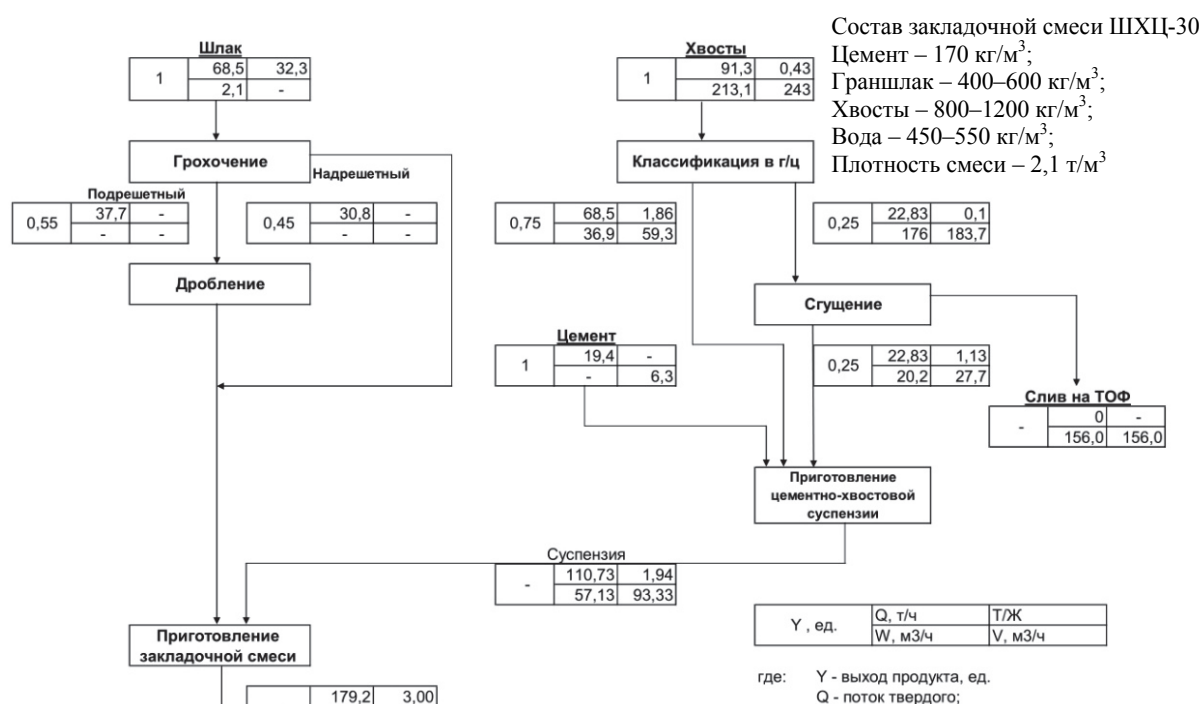 Состав закладочной смеси ШХЦ-30
Цемент – 170 кг/м³;
Граншлак – 400–600 кг/м³;
Хвосты – 800–1200 кг/м³;
Вода – 450–550 кг/м³;
Плотность смеси – 2,1 т/м³
Шлак
1 68,5 32,3
2,1 -
Хвосты
1 91,3 0,43
213,1 243
Грохочение
Надрешетный
Классификация в г/ц
Подрешетный
0,55 37,7 -
- -
0,45 30,8 -
- -
0,75 68,5 1,86
36,9 59,3
0,25 22,83 0,1
176 183,7
Дробление
Сгущение
Цемент
1 19,4 -
- 6,3
0,25 22,83 1,13
20,2 27,7
Слив на ТОФ
- 0 -
156,0 156,0
Приготовление
цементно-хвостовой
суспензии
Суспензия
- 110,73 1,94
57,13 93,33
Приготовление
закладочной смеси
179,2 3,00
Y , ед. Q, т/ч Т/Ж
W, м3/ч V, м3/ч
где: Y - выход продукта, ед.
Q - поток твердого;